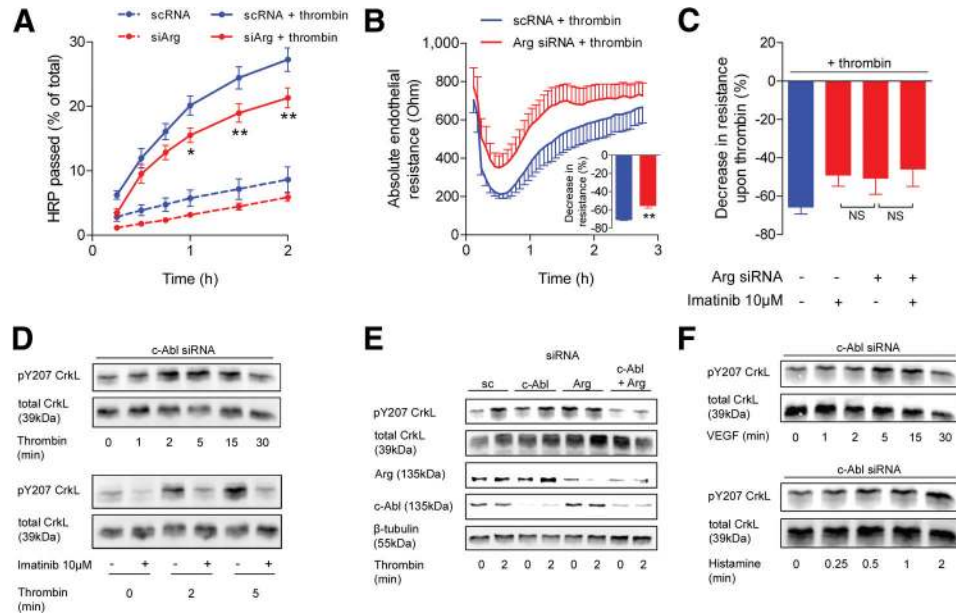 A
scRNA
scRNA + thrombin
siArg
siArg + thrombin
HRP passed (% of total)
30
20
10
0
*
**
**
0
1
2
Time (h)
B
scRNA + thrombin
Arg siRNA + thrombin
Absolute endothelial
resistance (Ohm)
1,000
800
600
400
200
0
Decrease in
resistance (%)
0
-20
-40
-60
-80
**
0
1
2
3
Time (h)
C
+ thrombin
Decrease in resistance
upon thrombin (%)
0
-20
-40
-60
-80
NS
NS
Arg siRNA - - + +
Imatinib 10µM - + - +
D
c-Abl siRNA
pY207 CrkL
total CrkL
(39kDa)
Thrombin 0 1 2 5 15 30
(min)
pY207 CrkL
total CrkL
(39kDa)
Imatinib 10µM - + - + - +
0 2 5
Thrombin
(min)
E
siRNA
sc c-Abl Arg c-Abl
+ Arg
pY207 CrkL
total CrkL
(39kDa)
Arg (135kDa)
c-Abl (135kDa)
β-tubulin
(55kDa)
Thrombin 0 2 0 2 0 2 0 2
(min)
F
c-Abl siRNA
pY207 CrkL
total CrkL
(39kDa)
VEGF (min) 0 1 2 5 15 30
c-Abl siRNA
pY207 CrkL
total CrkL
(39kDa)
Histamine 0 0.25 0.5 1 2
(min)